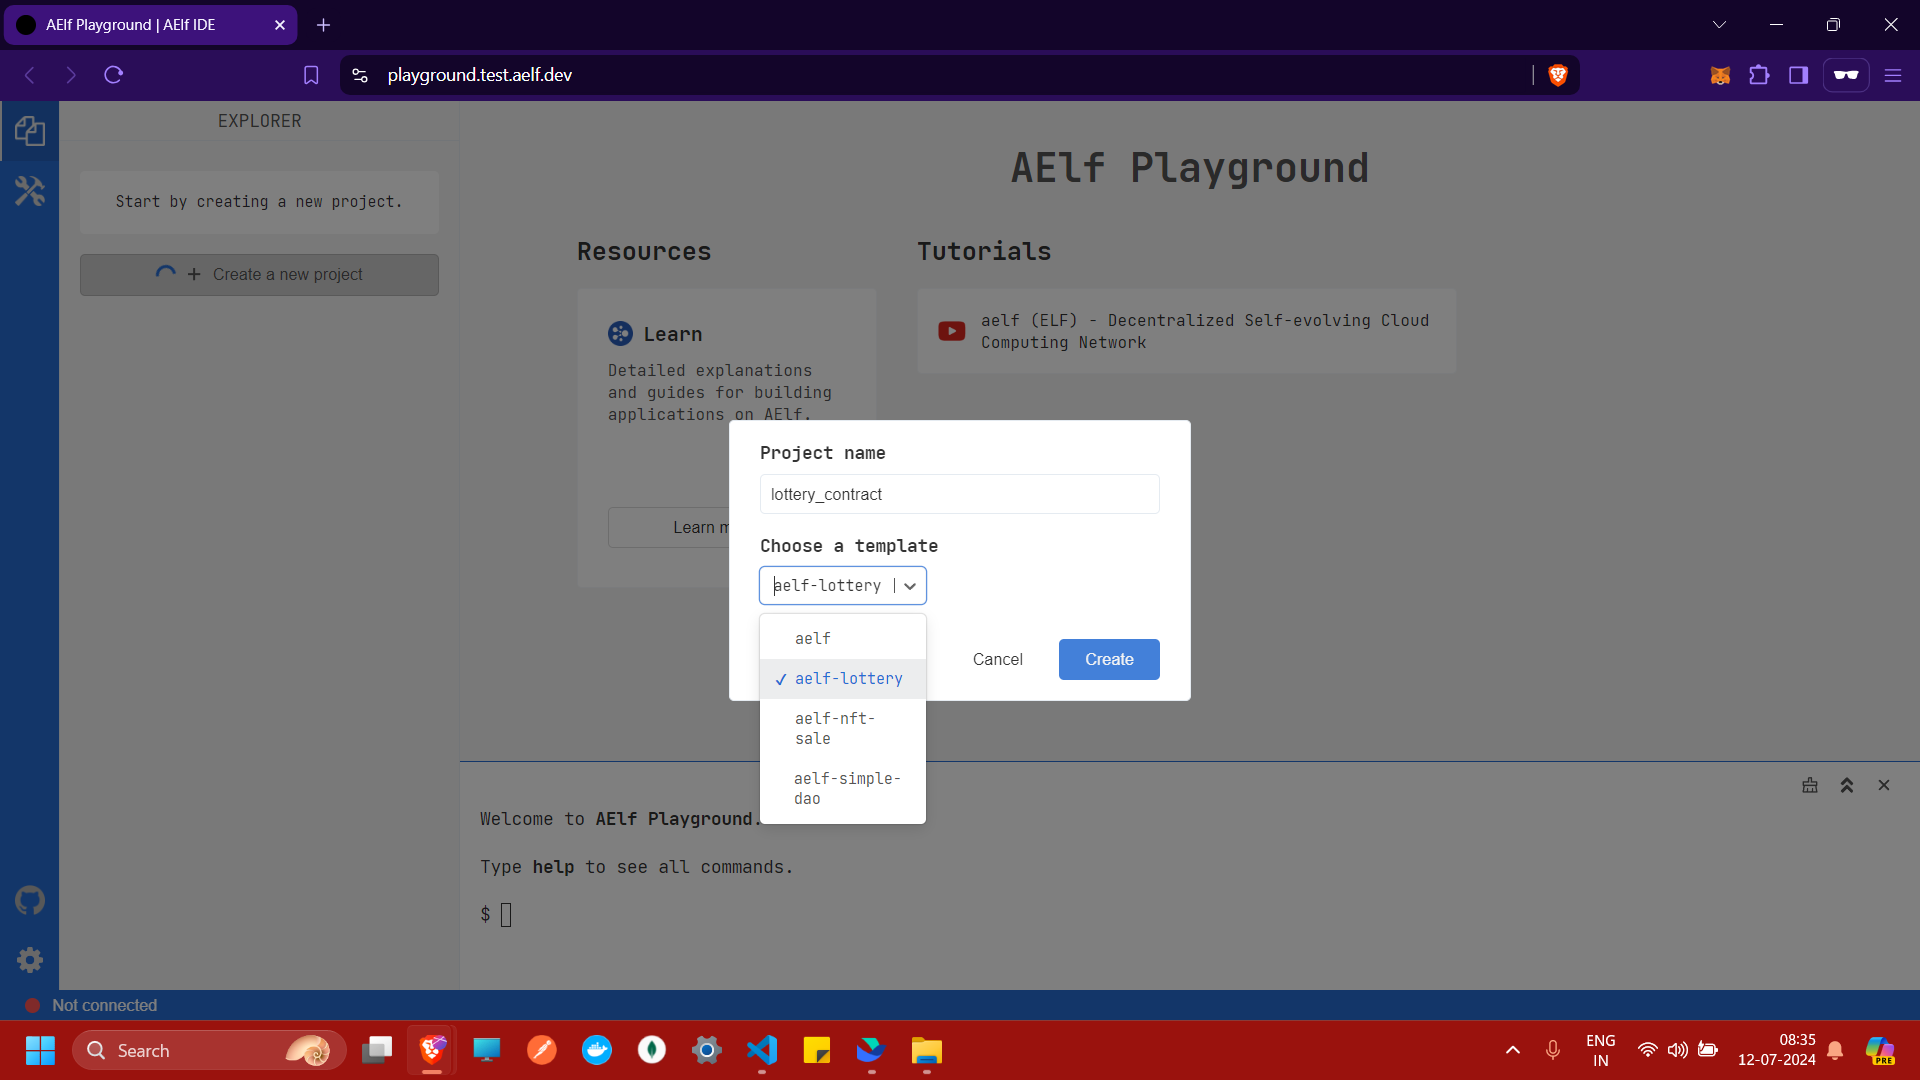 AElf Playground | AElf IDE
playground.test.aelf.dev
EXPLORER
Start by creating a new project.
+ Create a new project
AElf Playground
Resources
Learn
Detailed explanations
and guides for building
applications on AElf.
Learn m
Tutorials
aelf (ELF) - Decentralized Self-evolving Cloud
Computing Network
Project name
lottery_contract
Choose a template
aelf-lottery
aelf
✓ aelf-lottery
aelf-nft-
sale
aelf-simple-
dao
Cancel
Create
Welcome to AElf Playground.
Type help to see all commands.
$
Not connected
Search
ENG
IN
08:35
12-07-2024
PRE